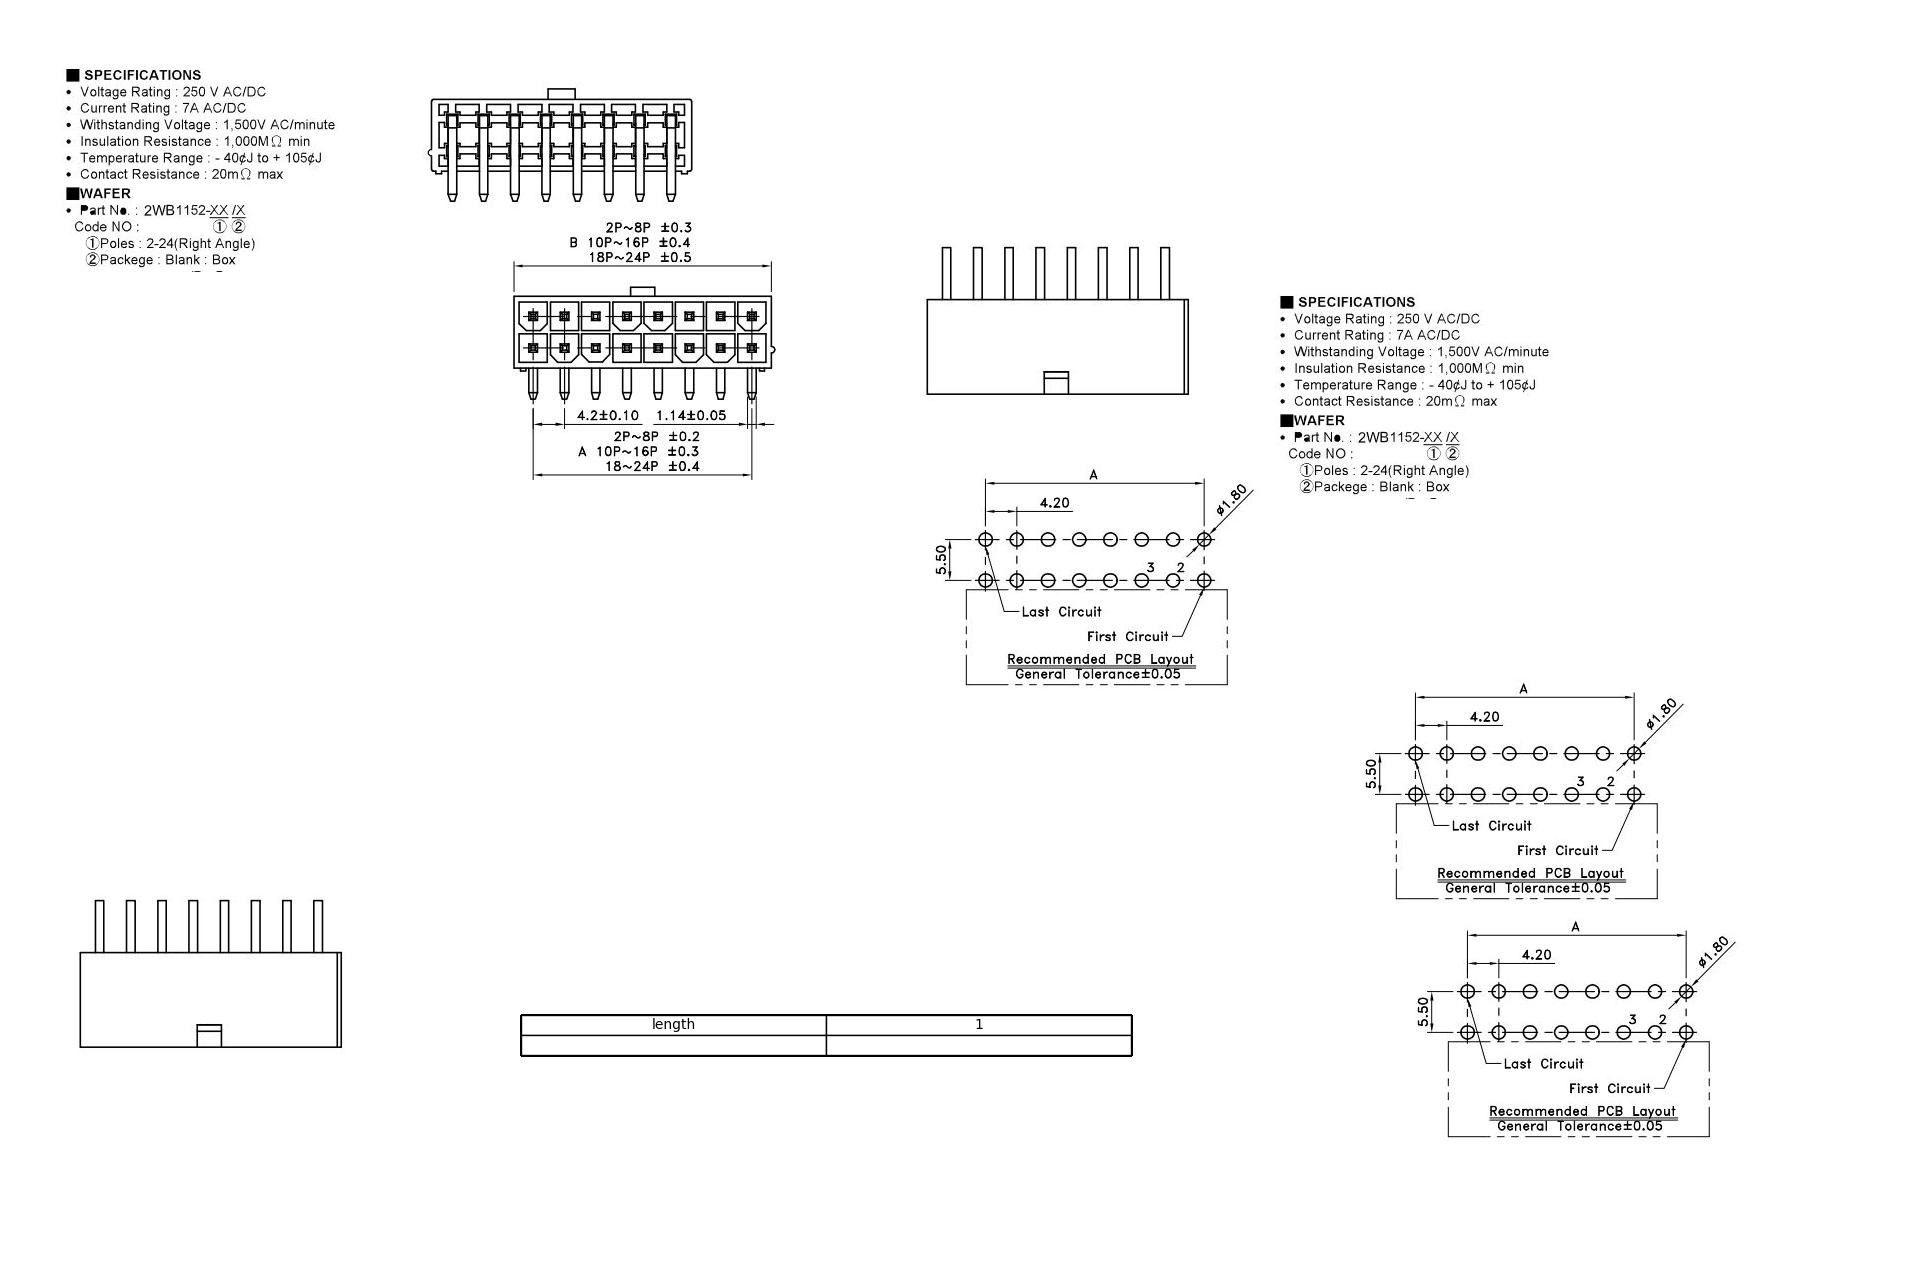 ■ SPECIFICATIONS
• Voltage Rating : 250 V AC/DC
• Current Rating : 7A AC/DC
• Withstanding Voltage : 1,500V AC/minute
• Insulation Resistance : 1,000MΩ min
• Temperature Range : - 40¢J to + 105¢J
• Contact Resistance : 20mΩ max
■WAFER
• Part No. : 2WB1152-XX /X
Code NO : ① ②
①Poles : 2-24(Right Angle)
②Packege : Blank : Box
2P~8P ±0.3
B 10P~16P ±0.4
18P~24P ±0.5
4.2±0.10 1.14±0.05
2P~8P ±0.2
A 10P~16P ±0.3
18~24P ±0.4
■ SPECIFICATIONS
• Voltage Rating : 250 V AC/DC
• Current Rating : 7A AC/DC
• Withstanding Voltage : 1,500V AC/minute
• Insulation Resistance : 1,000MΩ min
• Temperature Range : - 40¢J to + 105¢J
• Contact Resistance : 20mΩ max
■WAFER
• Part No. : 2WB1152-XX /X
Code NO : ① ②
①Poles : 2-24(Right Angle)
②Packege : Blank : Box
A
4.20
ø1.80
5.50
3 2
Last Circuit
First Circuit
Recommended PCB Layout
General Tolerance±0.05
A
4.20
ø1.80
5.50
3 2
Last Circuit
First Circuit
Recommended PCB Layout
General Tolerance±0.05
A
4.20
ø1.80
5.50
3 2
Last Circuit
First Circuit
Recommended PCB Layout
General Tolerance±0.05
length 1